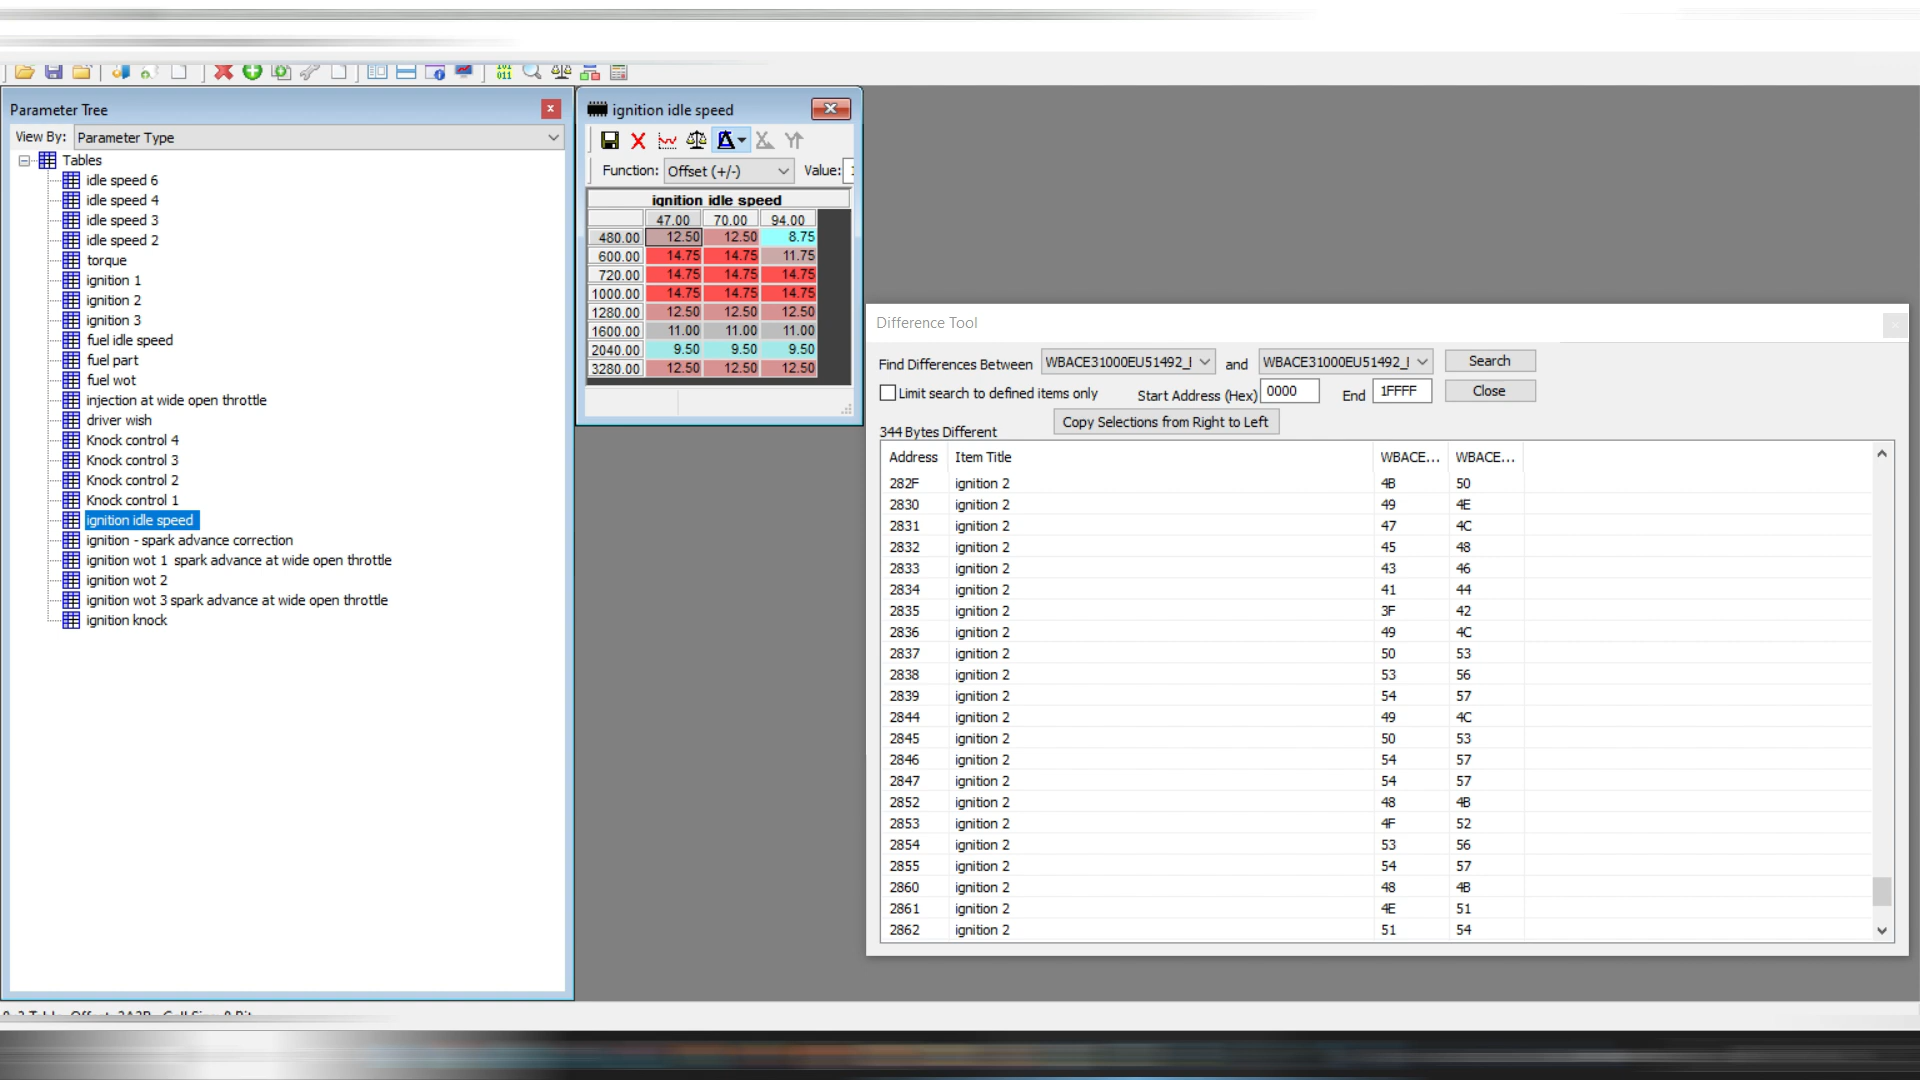 101
011
Parameter Tree
View By: Parameter Type
Tables
idle speed 6
idle speed 4
idle speed 3
idle speed 2
torque
ignition 1
ignition 2
ignition 3
fuel idle speed
fuel part
fuel wot
injection at wide open throttle
driver wish
Knock control 4
Knock control 3
Knock control 2
Knock control 1
ignition idle speed
ignition - spark advance correction
ignition wot 1 spark advance at wide open throttle
ignition wot 2
ignition wot 3 spark advance at wide open throttle
ignition knock
ignition idle speed
Function: Offset (+/-) Value:
ignition idle speed
47.00 70.00 94.00
480.00 12.50 12.50 8.75
600.00 14.75 14.75 11.75
720.00 14.75 14.75 14.75
1000.00 14.75 14.75 14.75
1280.00 12.50 12.50 12.50
1600.00 11.00 11.00 11.00
2040.00 9.50 9.50 9.50
3280.00 12.50 12.50 12.50
Difference Tool
Find Differences Between WBACE31000EU51492_ and WBACE31000EU51492_ Search
Limit search to defined items only Start Address (Hex) 0000 End 1FFFF Close
344 Bytes Different Copy Selections from Right to Left
Address Item Title WBACE... WBACE...
282F ignition 2 4B 50
2830 ignition 2 49 4E
2831 ignition 2 47 4C
2832 ignition 2 45 48
2833 ignition 2 43 46
2834 ignition 2 41 44
2835 ignition 2 3F 42
2836 ignition 2 49 4C
2837 ignition 2 50 53
2838 ignition 2 53 56
2839 ignition 2 54 57
2844 ignition 2 49 4C
2845 ignition 2 50 53
2846 ignition 2 54 57
2847 ignition 2 54 57
2852 ignition 2 48 4B
2853 ignition 2 4F 52
2854 ignition 2 53 56
2855 ignition 2 54 57
2860 ignition 2 48 4B
2861 ignition 2 4E 51
2862 ignition 2 51 54